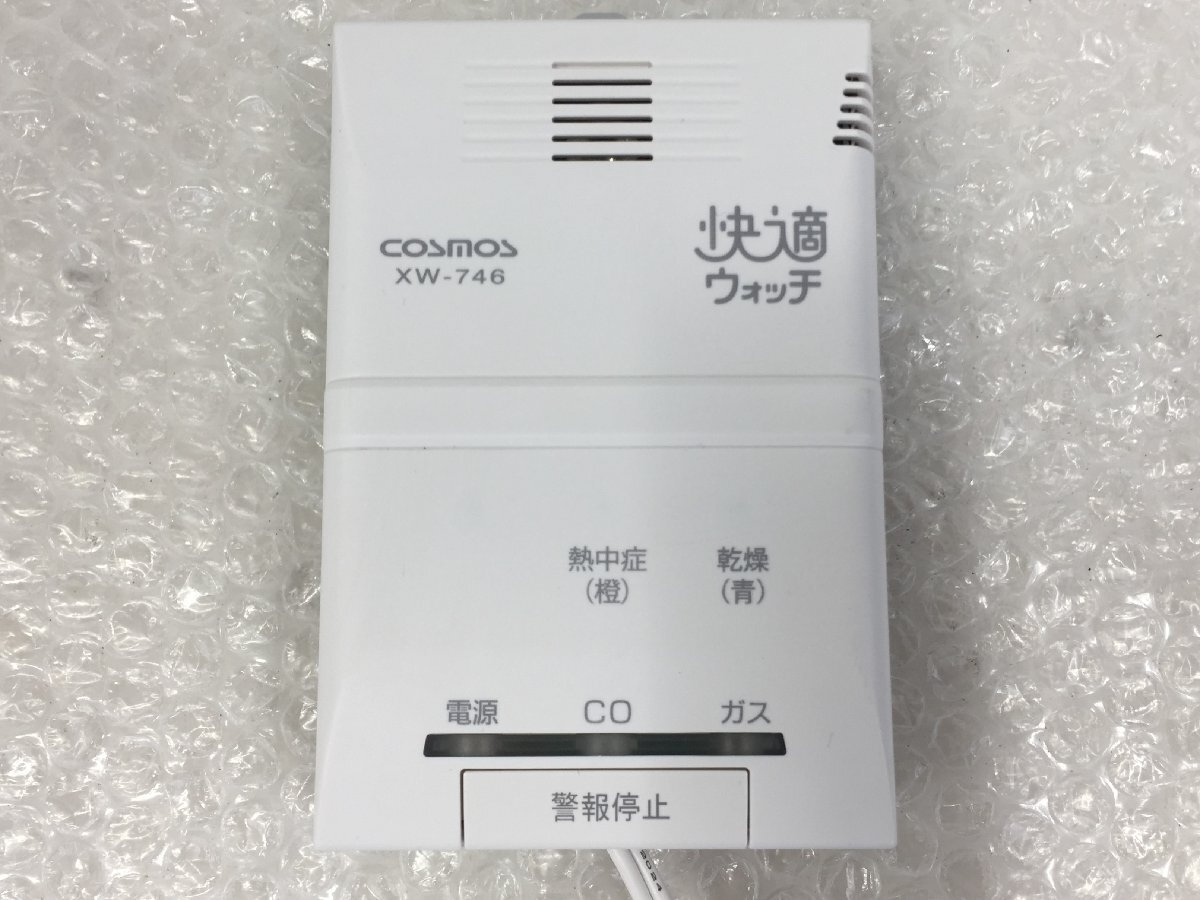 COSMOS
XW-746
快適
ウォッチ
熱中症
(橙)
乾燥
(青)
電源
CO
ガス
警報停止
2024